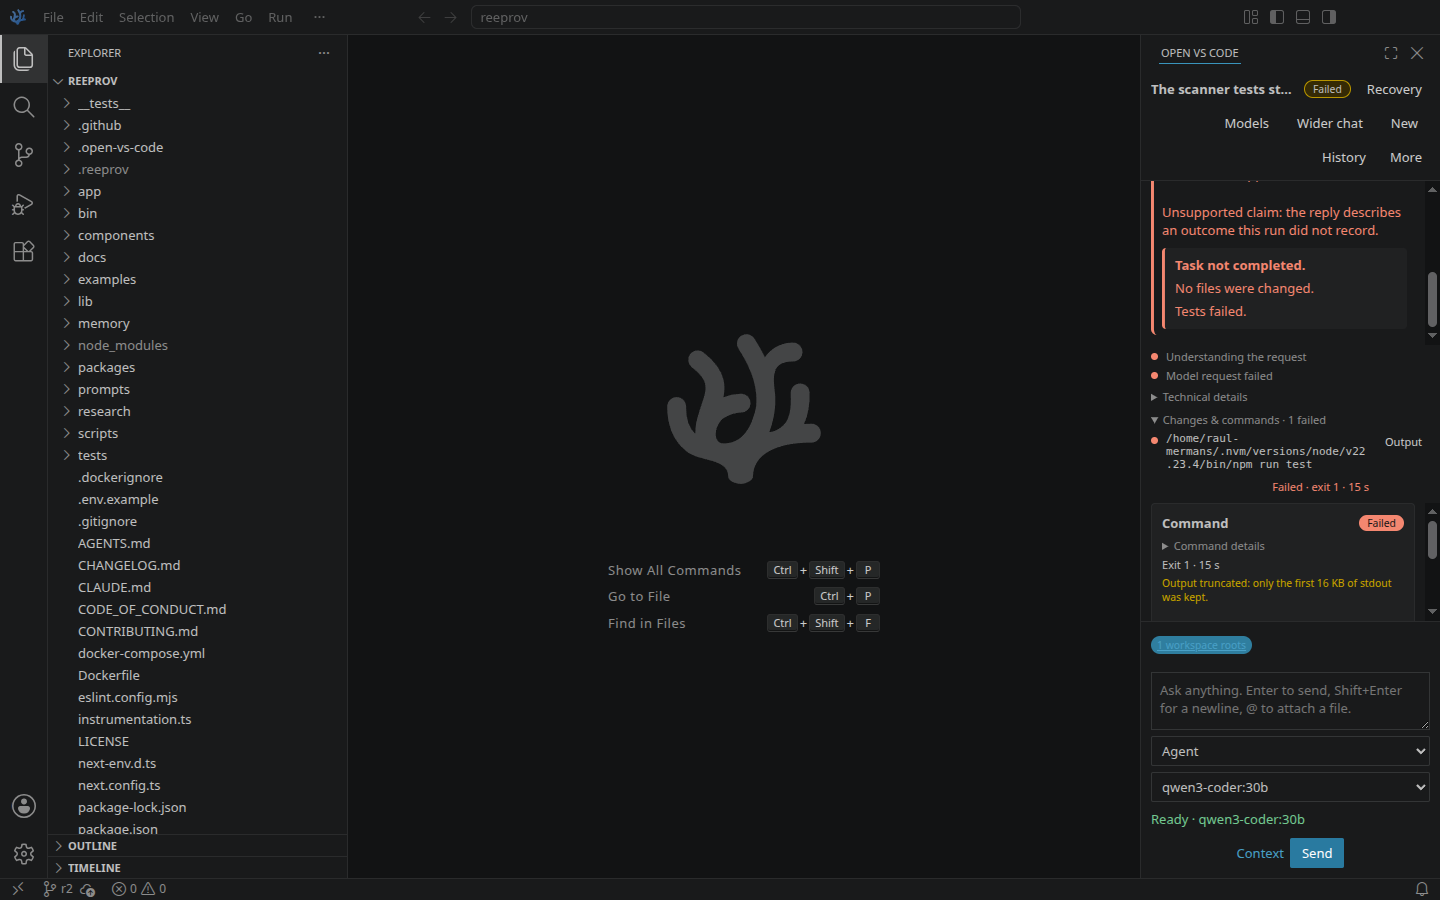 File Edit Selection View Go Run ···
reeprov
EXPLORER
REEPROV
__tests__
.github
.open-vs-code
.reeprov
app
bin
components
docs
examples
lib
memory
node_modules
packages
prompts
research
scripts
tests
.dockerignore
.env.example
.gitignore
AGENTS.md
CHANGELOG.md
CLAUDE.md
CODE_OF_CONDUCT.md
CONTRIBUTING.md
docker-compose.yml
Dockerfile
eslint.config.mjs
instrumentation.ts
LICENSE
next-env.d.ts
next.config.ts
package-lock.json
package.json
OUTLINE
TIMELINE
Show All Commands Ctrl + Shift + P
Go to File Ctrl + P
Find in Files Ctrl + Shift + F
OPEN VS CODE
The scanner tests st... Failed Recovery
Models Wider chat New
History More
Unsupported claim: the reply describes
an outcome this run did not record.
Task not completed.
No files were changed.
Tests failed.
Understanding the request
Model request failed
Technical details
Changes & commands · 1 failed
/home/raul-
mermans/.nvm/versions/node/v22
.23.4/bin/npm run test
Output
Failed · exit 1 · 15 s
Command Failed
Command details
Exit 1 · 15 s
Output truncated: only the first 16 KB of stdout
was kept.
1 workspace roots
Ask anything. Enter to send, Shift+Enter
for a newline, @ to attach a file.
Agent
qwen3-coder:30b
Ready · qwen3-coder:30b
Context Send
r2 0 0